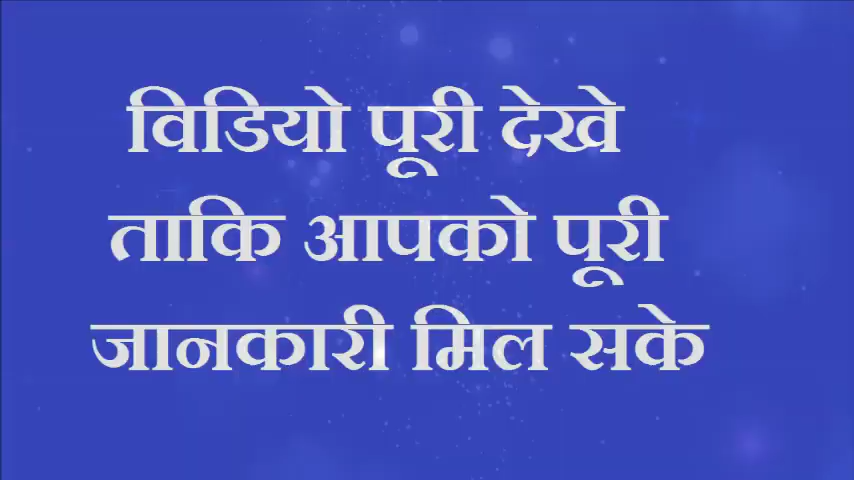 विडियो पूरी देखे
ताकि आपको पूरी
जानकारी मिल सके